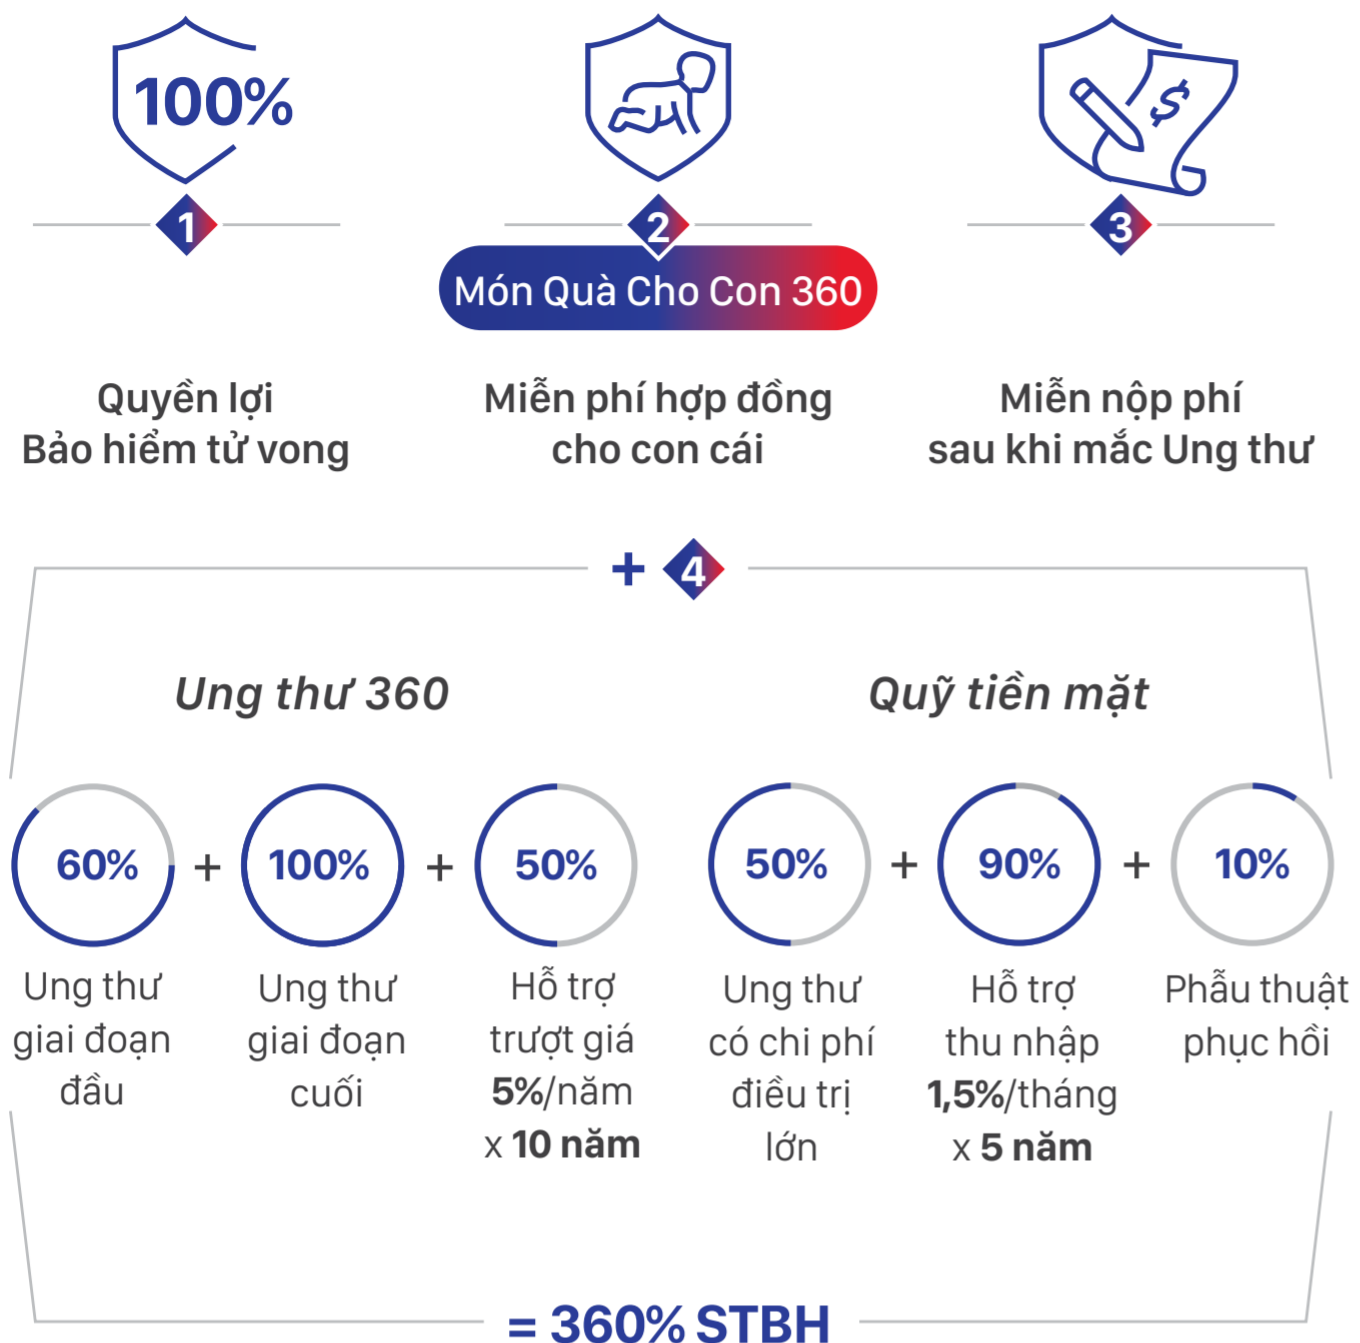 100%
1
2
3
$
Món Quà Cho Con 360
Quyền lợi
Bảo hiểm tử vong
Miễn phí hợp đồng
cho con cái
Miễn nộp phí
sau khi mắc Ung thư
+ 4
Ung thư 360
60% + 100% + 50%
Ung thư
giai đoạn
đầu
Ung thư
giai đoạn
cuối
Hỗ trợ
trượt giá
5%/năm
x 10 năm
Quỹ tiền mặt
50% + 90% + 10%
Ung thư
có chi phí
điều trị
lớn
Hỗ trợ
thu nhập
1,5%/tháng
x 5 năm
Phẫu thuật
phục hồi
= 360% STBH